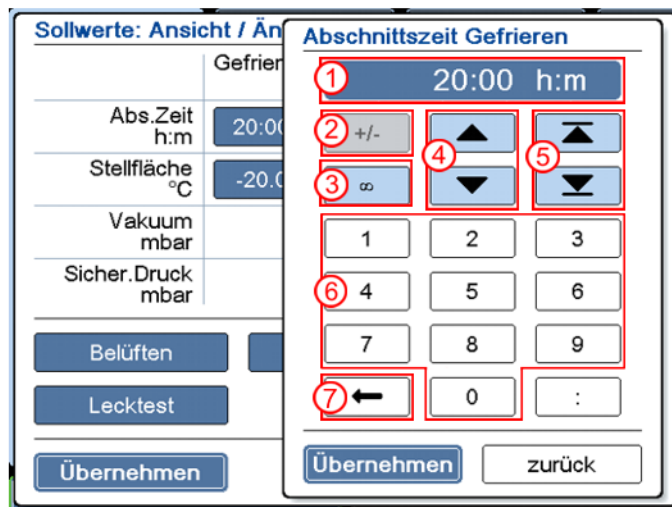 Sollwerte: Ansicht / Än
Gefrier
Abs.Zeit
h:m
20:00
Stellfläche
°C
-20.0
Vakuum
mbar
Sicher.Druck
mbar
Belüften
Lecktest
Übernehmen
Abschnittszeit Gefrieren
1 20:00 h:m
2 +/- 4 5
3 ∞
1 2 3
6 4 5 6
7 8 9
7 0 :
Übernehmen zurück